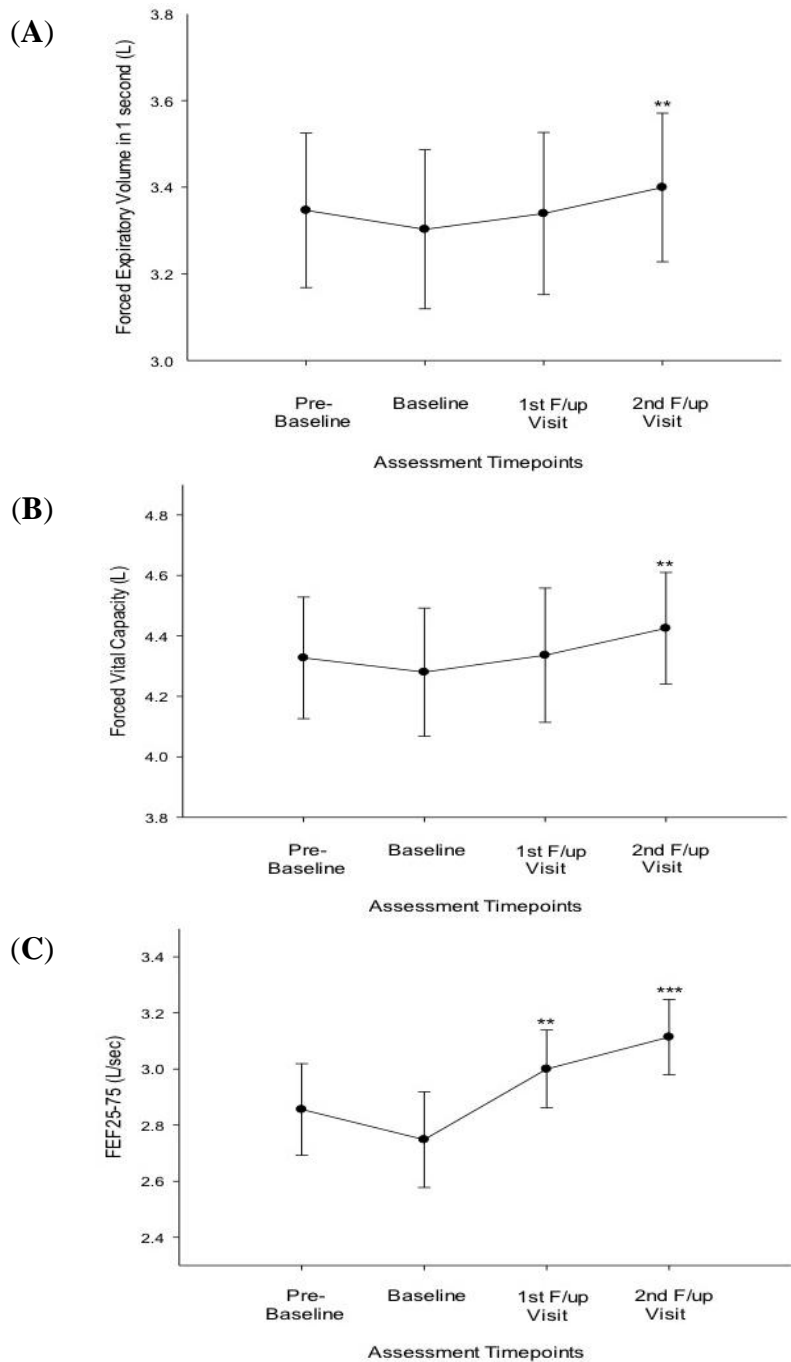 (A)
Forced Expiratory Volume in 1 second (L)
3.8
3.6
3.4
3.2
3.0
**
Pre-
Baseline
Baseline
1st F/up
Visit
2nd F/up
Visit
Assessment Timepoints
(B)
Forced Vital Capacity (L)
4.8
4.6
4.4
4.2
4.0
3.8
**
Pre-
Baseline
Baseline
1st F/up
Visit
2nd F/up
Visit
Assessment Timepoints
(C)
FEF25-75 (L/sec)
3.4
3.2
3.0
2.8
2.6
2.4
**
***
Pre-
Baseline
Baseline
1st F/up
Visit
2nd F/up
Visit
Assessment Timepoints